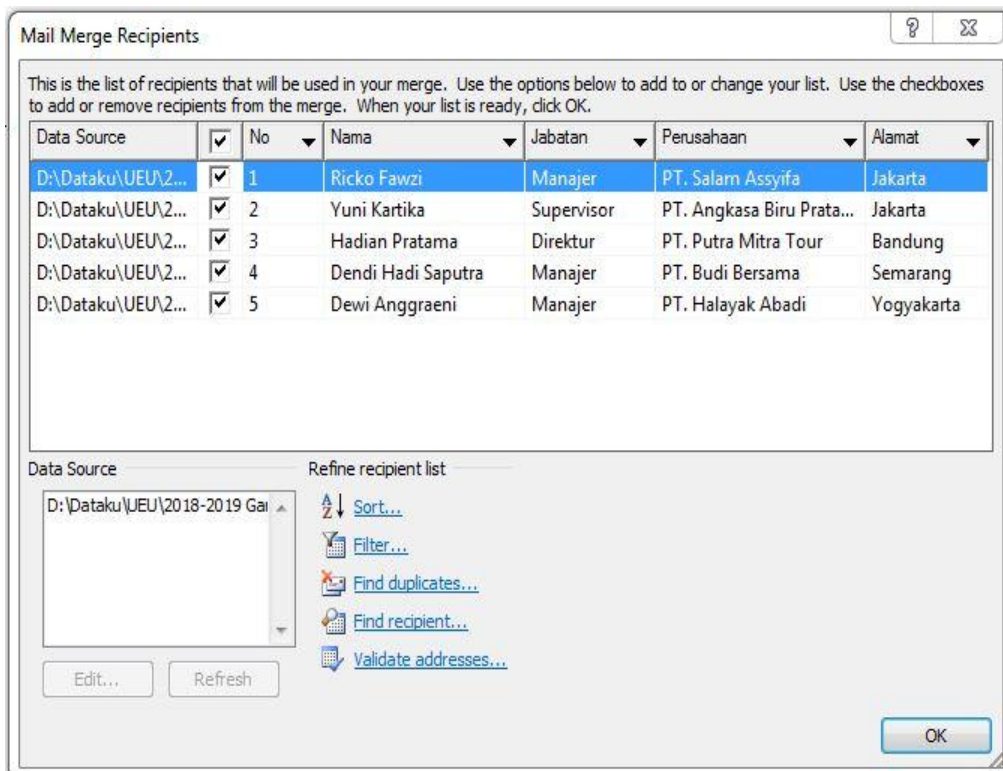 Mail Merge Recipients
This is the list of recipients that will be used in your merge. Use the options below to add to or change your list. Use the checkboxes
to add or remove recipients from the merge. When your list is ready, click OK.
Data Source No Nama Jabatan Perusahaan Alamat
D:\Dataku\UEU\2... 1 Ricko Fawzi Manajer PT. Salam Assyifa Jakarta
D:\Dataku\UEU\2... 2 Yuni Kartika Supervisor PT. Angkasa Biru Prata... Jakarta
D:\Dataku\UEU\2... 3 Hadian Pratama Direktur PT. Putra Mitra Tour Bandung
D:\Dataku\UEU\2... 4 Dendi Hadi Saputra Manajer PT. Budi Bersama Semarang
D:\Dataku\UEU\2... 5 Dewi Anggraeni Manajer PT. Halayak Abadi Yogyakarta
Data Source
D:\Dataku\UEU\2018-2019 Gar
Refine recipient list
Sort...
Filter...
Find duplicates...
Find recipient...
Validate addresses...
Edit... Refresh
OK